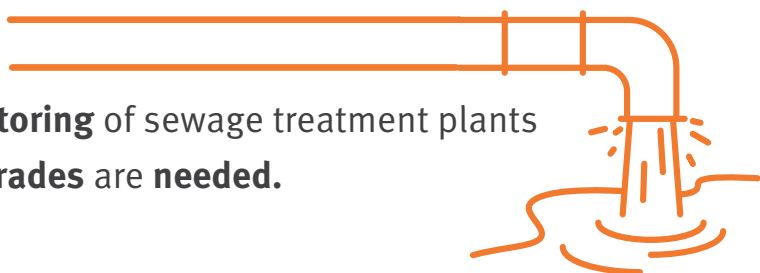 toring of sewage treatment plants
rades are needed.